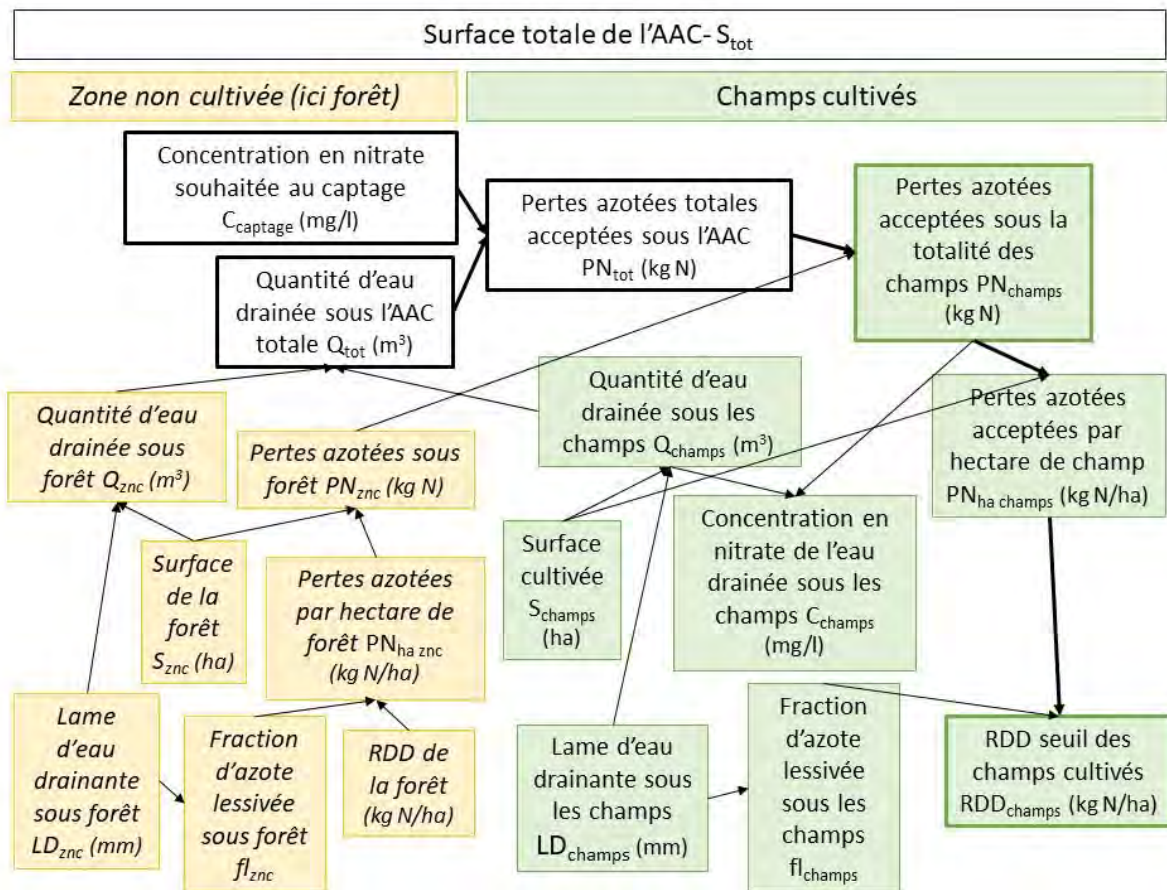 Surface totale de l'AAC- Stot
Zone non cultivée (ici forêt)
Champs cultivés
Concentration en nitrate
souhaitée au captage
Ccaptage (mg/l)
Pertes azotées totales
acceptées sous l'AAC
PNtot (kg N)
Pertes azotées
acceptées sous la
totalité des
champs PNchamps
(kg N)
Quantité d'eau
drainée sous l'AAC
totale Qtot (m³)
Quantité d'eau
drainée sous
forêt Qznc (m³)
Pertes azotées sous
forêt PNznc (kg N)
Quantité d'eau
drainée sous les
champs Qchamps (m³)
Pertes azotées
acceptées par
hectare de champ
PNha champs (kg N/ha)
Surface
de la
forêt
Sznc (ha)
Pertes azotées
par hectare de
forêt PNha znc
(kg N/ha)
Surface
cultivée
Schamps
(ha)
Concentration en
nitrate de l'eau
drainée sous les
champs Cchamps
(mg/l)
Lame
d'eau
drainante
sous forêt
LDznc (mm)
Fraction
d'azote
lessivée
sous forêt
flznc
RDD de
la forêt
(kg N/ha)
Lame d'eau
drainante sous
les champs
LDchamps (mm)
Fraction
d'azote
lessivée
sous les
champs
flchamps
RDD seuil des
champs cultivés
RDDchamps (kg N/ha)